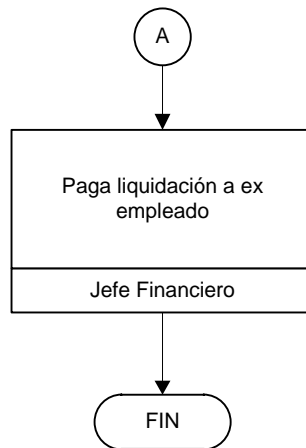 A
Paga liquidación a ex
empleado
Jefe Financiero
FIN